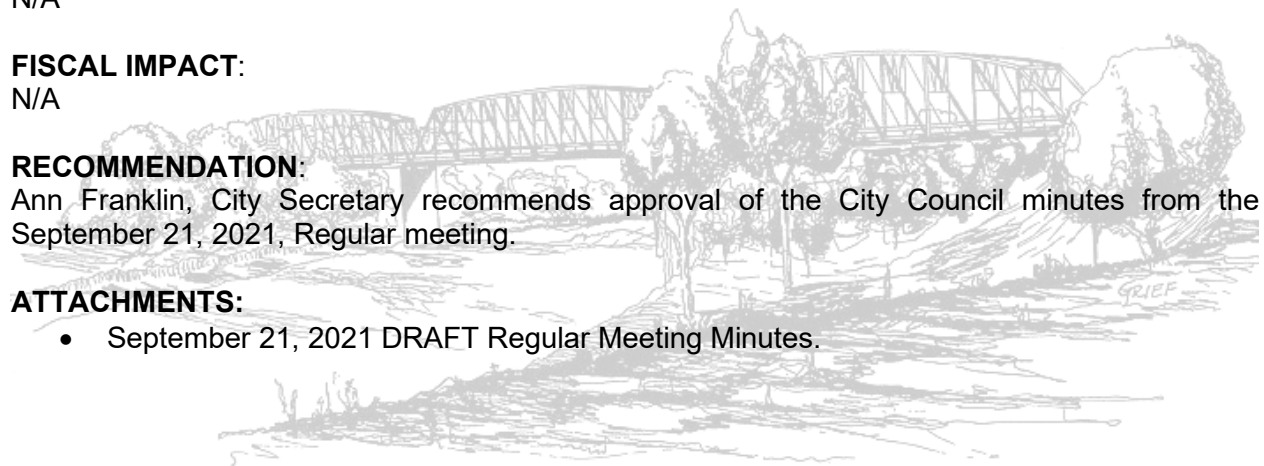 N/A
FISCAL IMPACT:
N/A
RECOMMENDATION:
Ann Franklin, City Secretary recommends approval of the City Council minutes from the
September 21, 2021, Regular meeting.
ATTACHMENTS:
GRIEF
• September 21, 2021 DRAFT Regular Meeting Minutes.